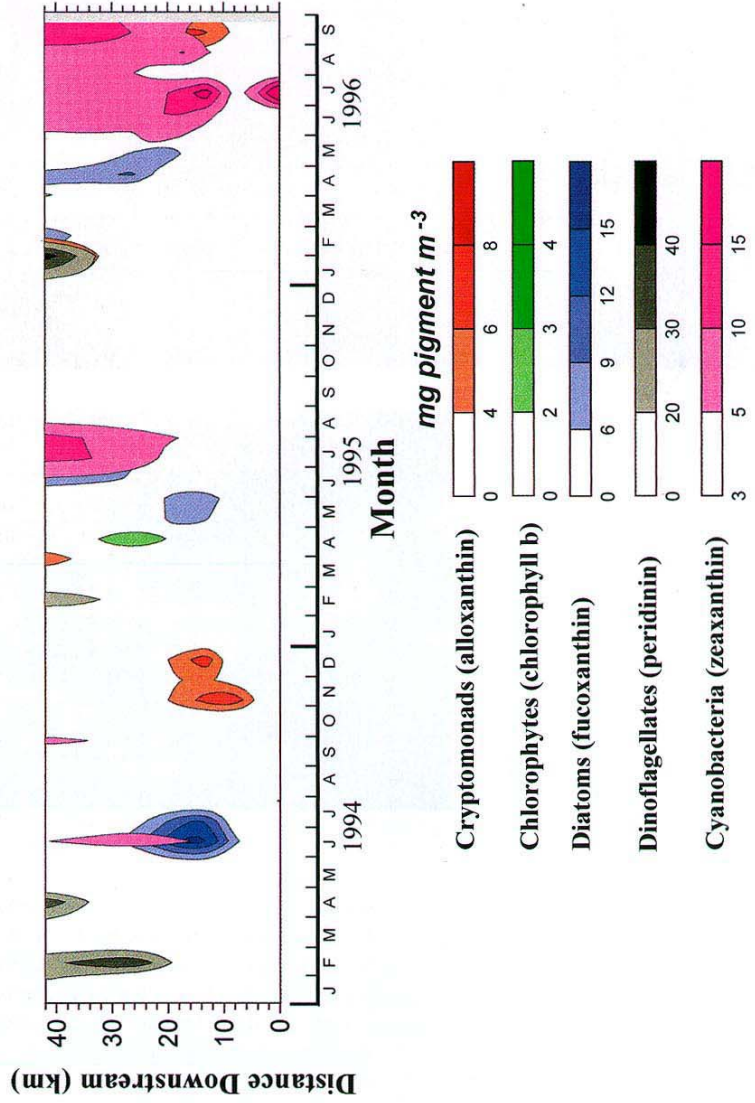 Distance Downstream (km)
40
30
20
10
0
J F M A M J J A S O N D J F M A M J J A S O N D J F M A M J J A S
1994 1995 1996
Month
mg pigment m-3
Cryptomonads (alloxanthin)
0 4 6 8
Chlorophytes (chlorophyll b)
0 2 3 4
Diatoms (fucoxanthin)
0 6 9 12 15
Dinoflagellates (peridinin)
0 20 30 40
Cyanobacteria (zeaxanthin)
3 5 10 15